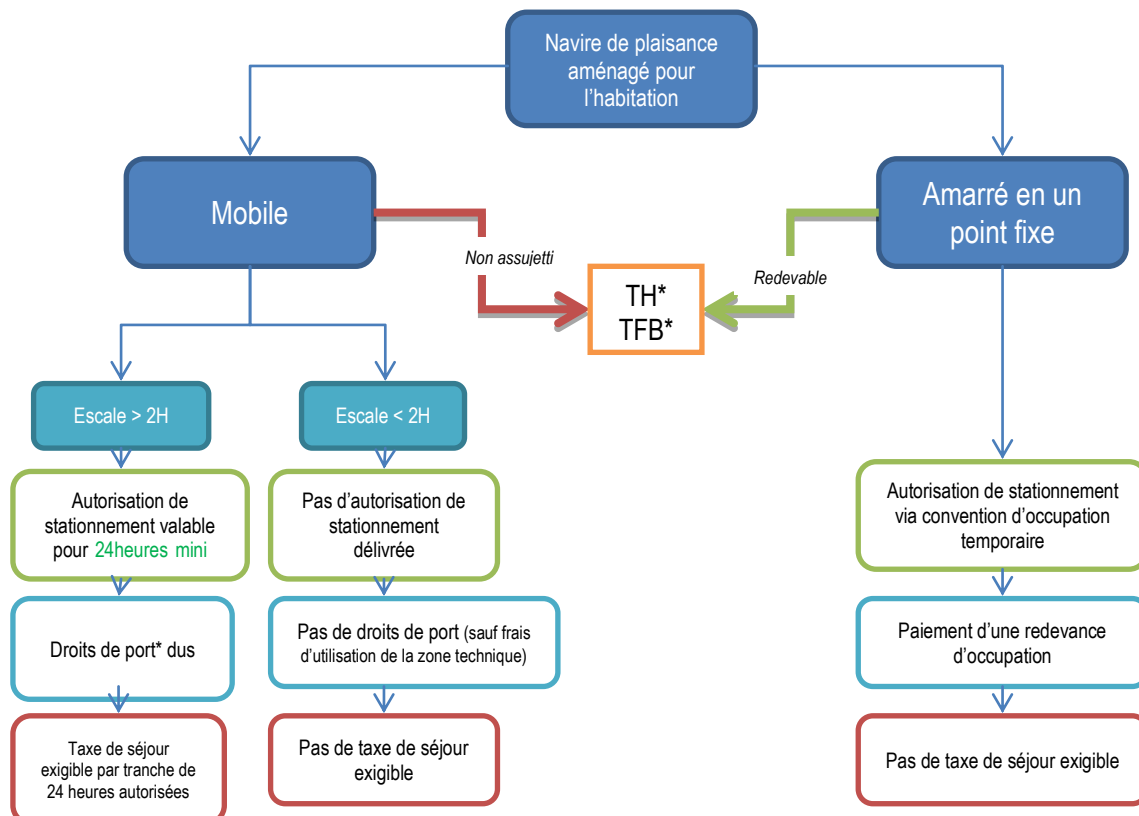 Navire de plaisance
aménagé pour
l'habitation
Mobile
Amarré en un
point fixe
Non assujetti
Redevable
TH*
TFB*
Escale > 2H
Escale < 2H
Autorisation de
stationnement valable
pour 24heures mini
Pas d'autorisation de
stationnement
délivrée
Autorisation de stationnement
via convention d'occupation
temporaire
Droits de port* dus
Pas de droits de port (sauf frais
d'utilisation de la zone technique)
Paiement d'une redevance
d'occupation
Taxe de séjour
exigible par tranche de
24 heures autorisées
Pas de taxe de séjour
exigible
Pas de taxe de séjour exigible